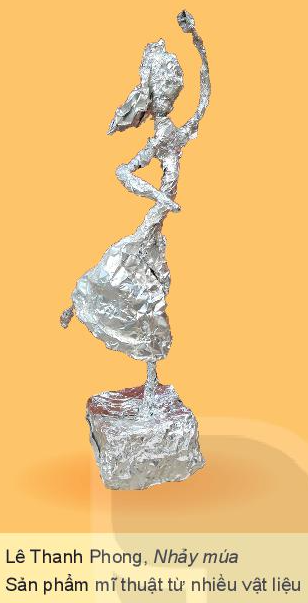 Lê Thanh Phong, Nhảy múa
Sản phẩm mĩ thuật từ nhiều vật liệu